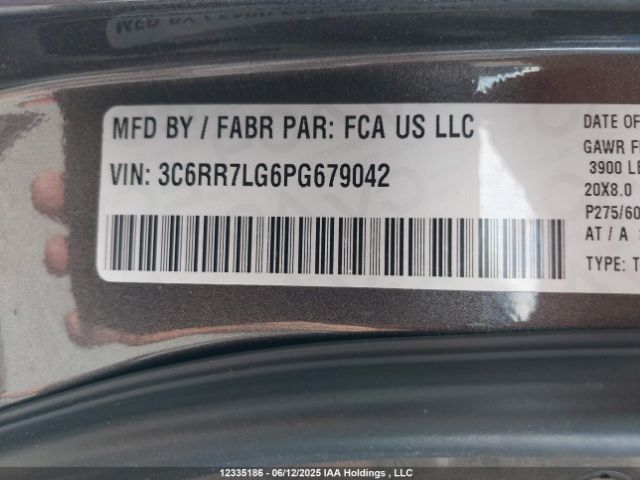 MFD BY / FABR PAR: FCA US LLC
VIN: 3C6RR7LG6PG679042
DATE OF
GAWR F
3900 LB
20X8.0
P275/60
AT / A
TYPE: T
12335186 - 06/12/2025 IAA Holdings , LLC